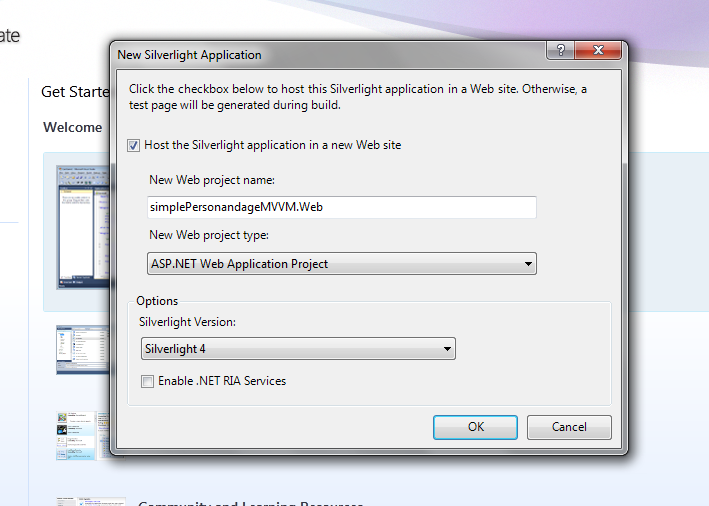 ate
New Silverlight Application
Get Starte
Click the checkbox below to host this Silverlight application in a Web site. Otherwise, a
test page will be generated during build.
Welcome
Host the Silverlight application in a new Web site
New Web project name:
simplePersonandageMVVM.Web
New Web project type:
ASP.NET Web Application Project
Options
Silverlight Version:
Silverlight 4
Enable .NET RIA Services
OK
Cancel
Community and Learning Resources